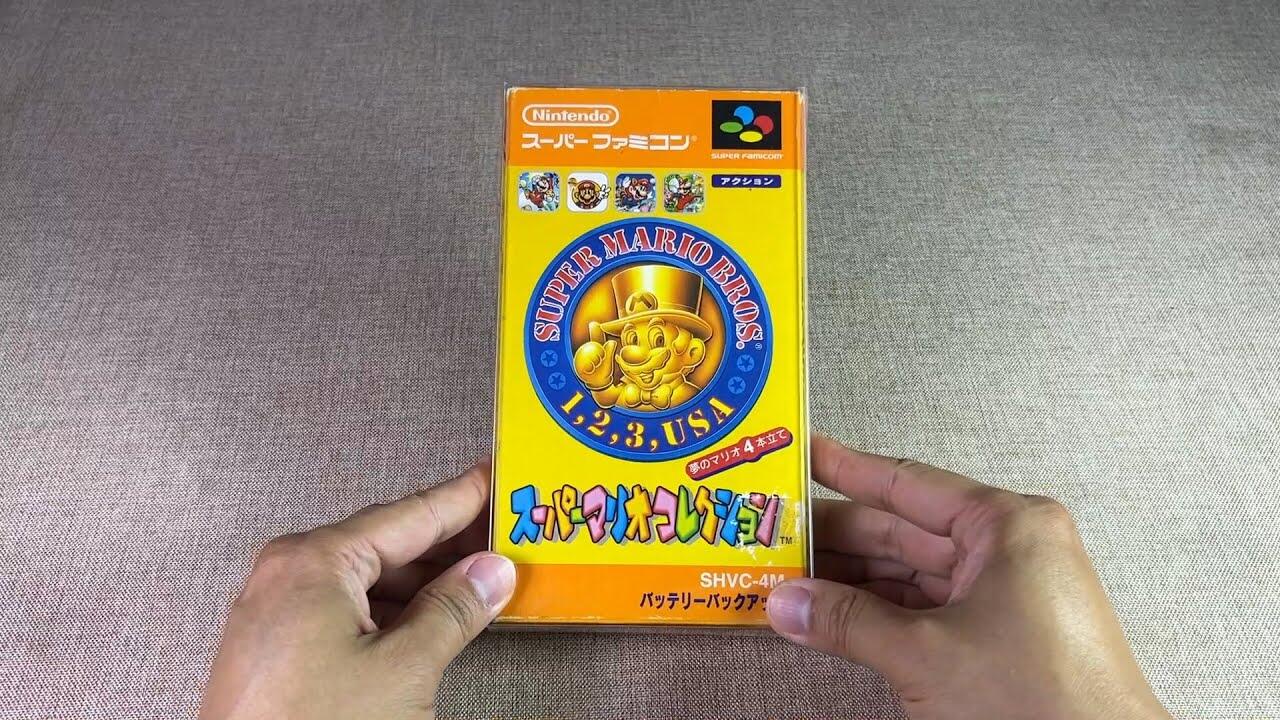 Nintendo®
スーパーファミコン®
SUPER FAMICOM
アクション
SUPER MARIO BROS.®
1, 2, 3, USA
夢のマリオ4本立て
スーパーマリオコレクション™
SHVC-4M
バッテリーバックアッ